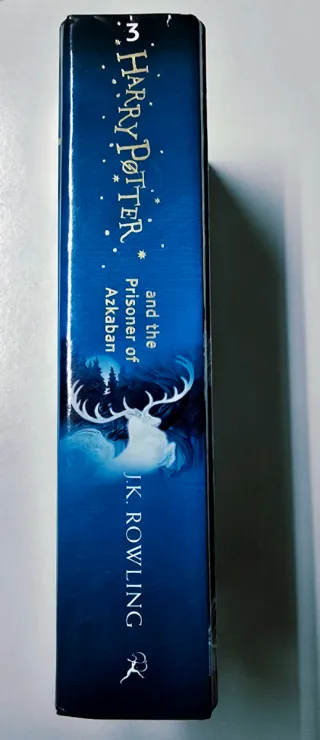 3
HARRY POTTER
and the
Prisoner of
Azkaban
J.K. ROWLING